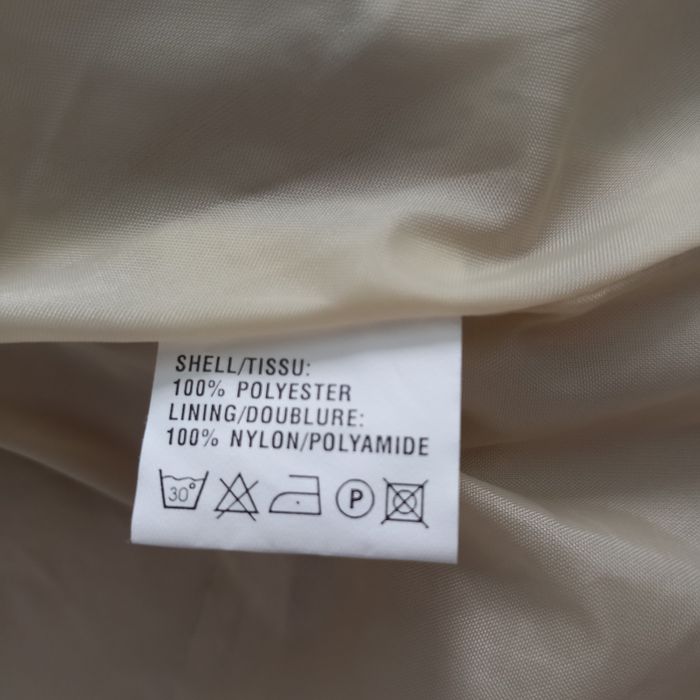 SHELL/TISSU:
100% POLYESTER
LINING/DOUBLURE:
100% NYLON/POLYAMIDE
30° P